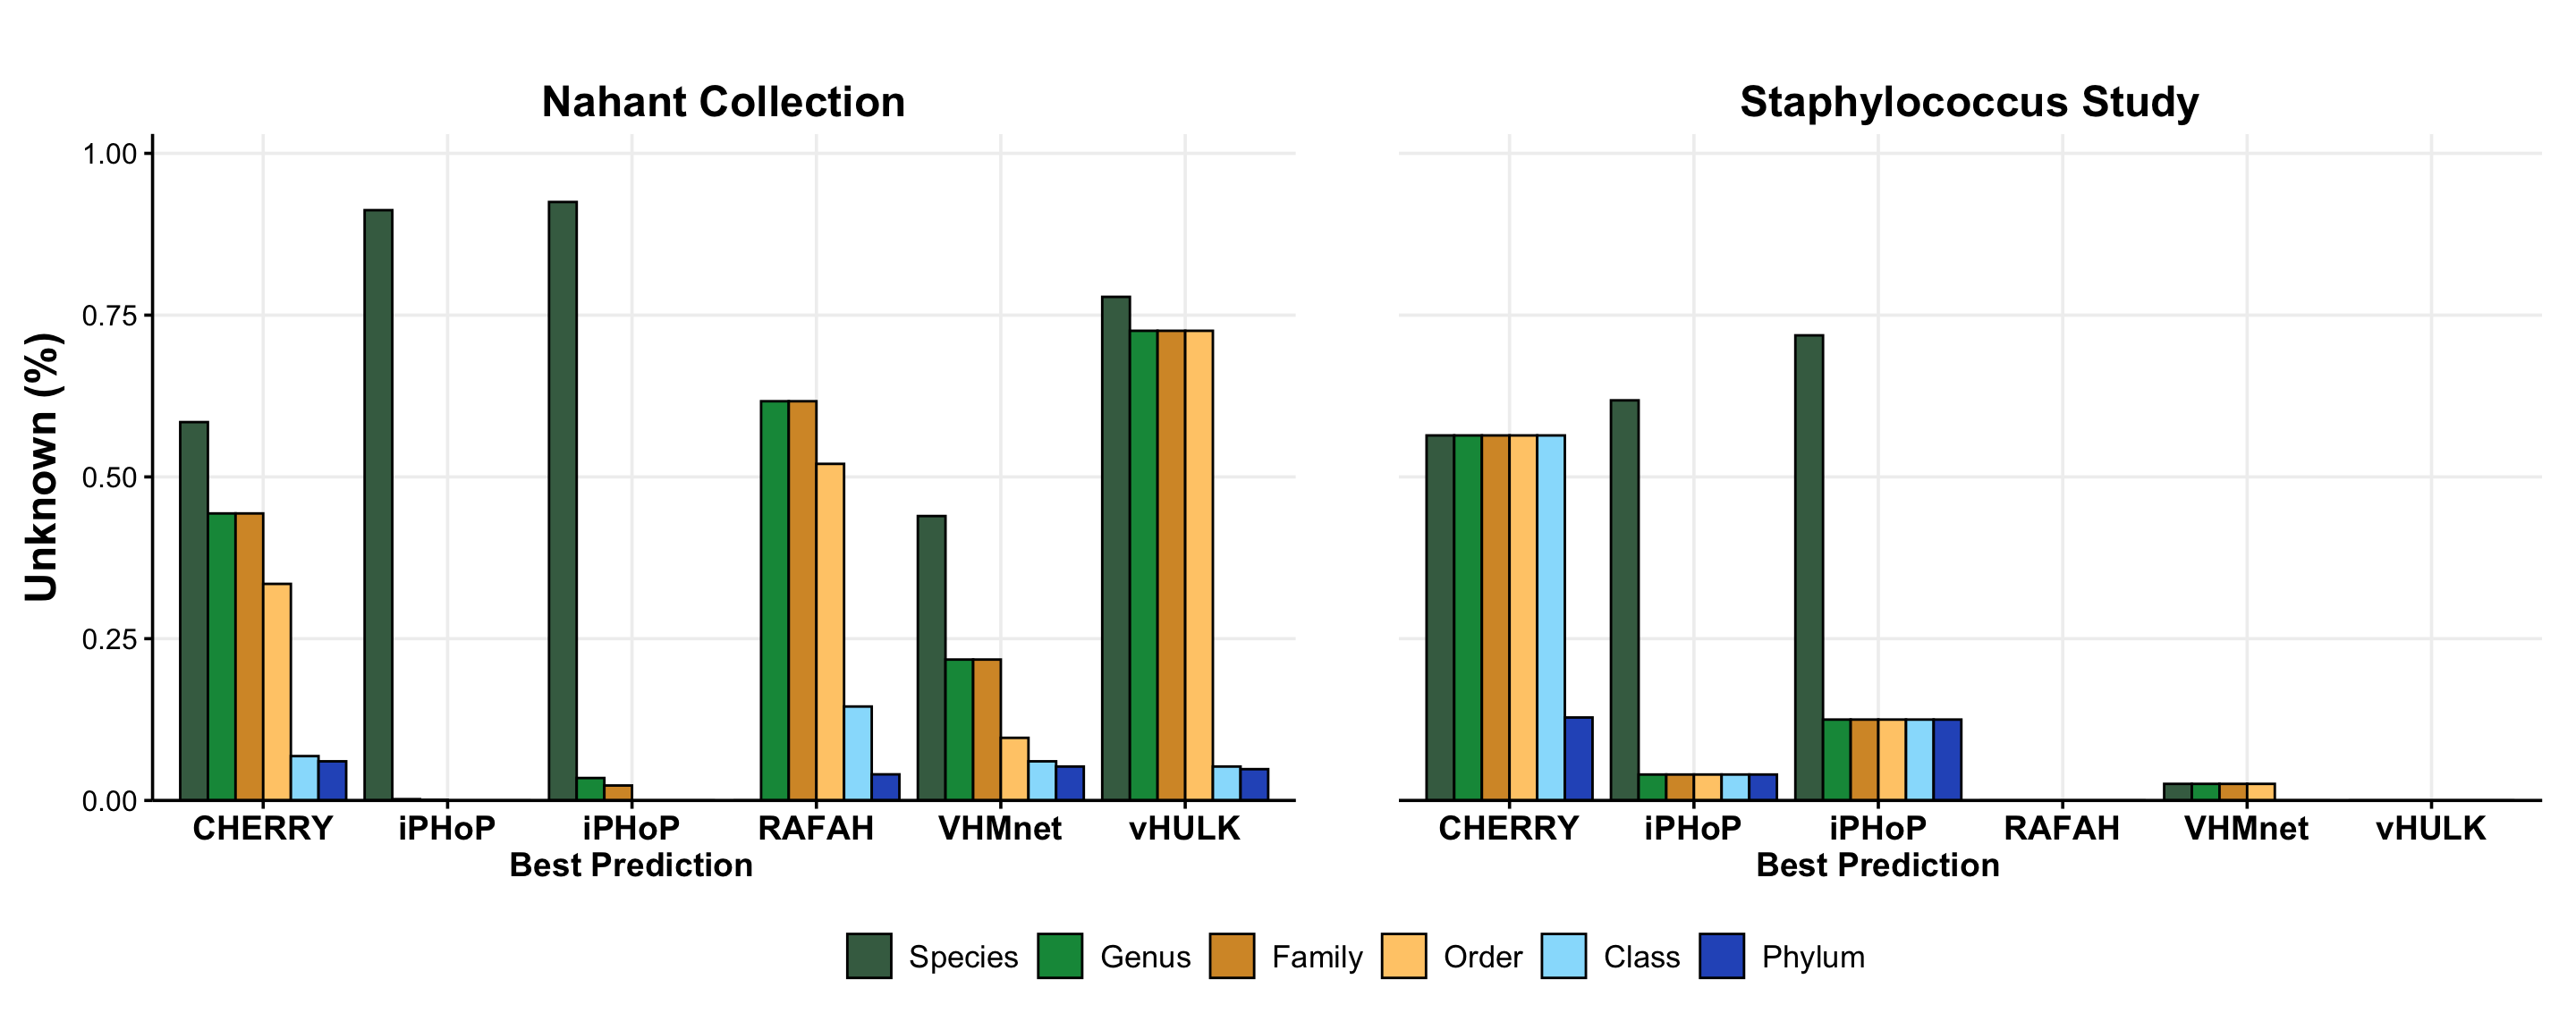 Nahant Collection
Staphylococcus Study
Unknown (%)
1.00
0.75
0.50
0.25
0.00
CHERRY iPHoP iPHoP RAFAH VHMnet vHULK
Best Prediction
CHERRY iPHoP iPHoP RAFAH VHMnet vHULK
Best Prediction
Species Genus Family Order Class Phylum